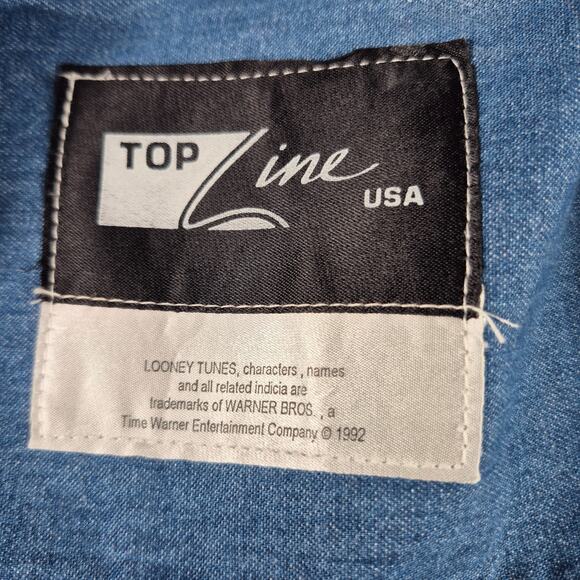 TOP Line
USA
LOONEY TUNES, characters, names
and all related indicia are
trademarks of WARNER BROS., a
Time Warner Entertainment Company © 1992